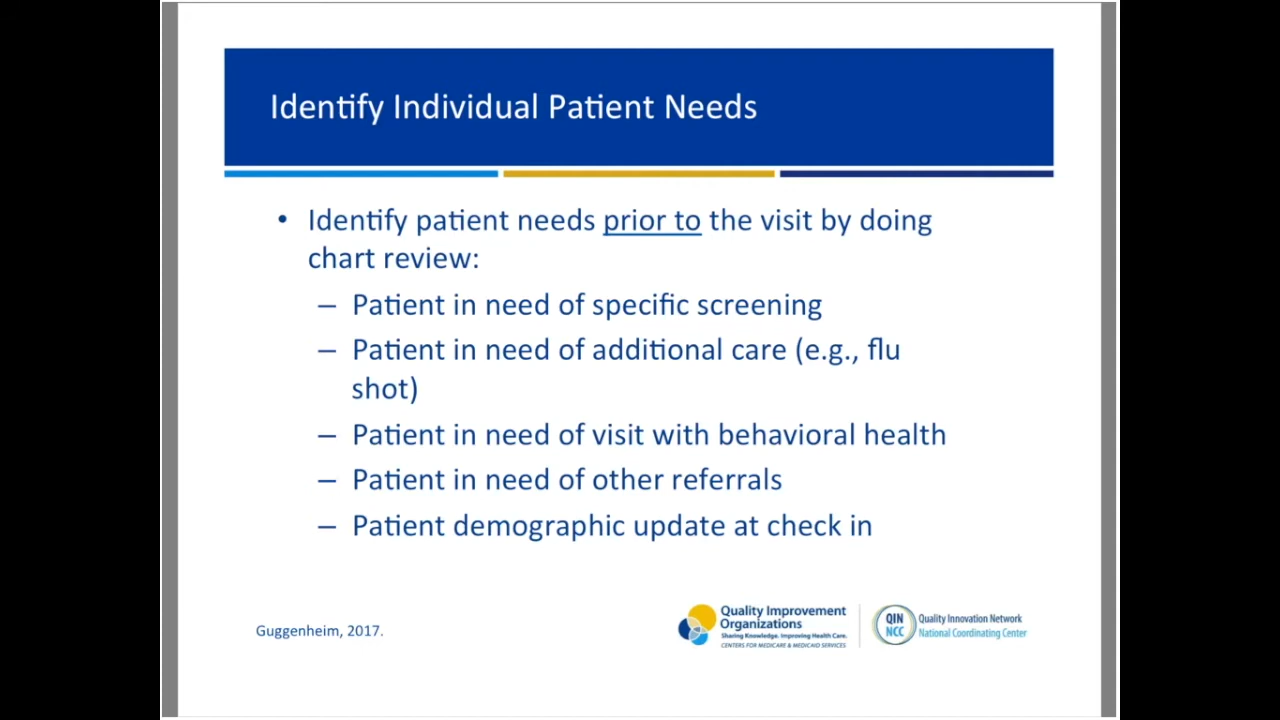 Identify Individual Patient Needs
• Identify patient needs prior to the visit by doing
chart review:
– Patient in need of specific screening
– Patient in need of additional care (e.g., flu
shot)
– Patient in need of visit with behavioral health
– Patient in need of other referrals
– Patient demographic update at check in
Guggenheim, 2017.
Quality Improvement
Organizations
Sharing Knowledge. Improving Health Care.
CENTERS FOR MEDICARE & MEDICAID SERVICES
QIN
NCC
Quality Innovation Network
National Coordinating Center